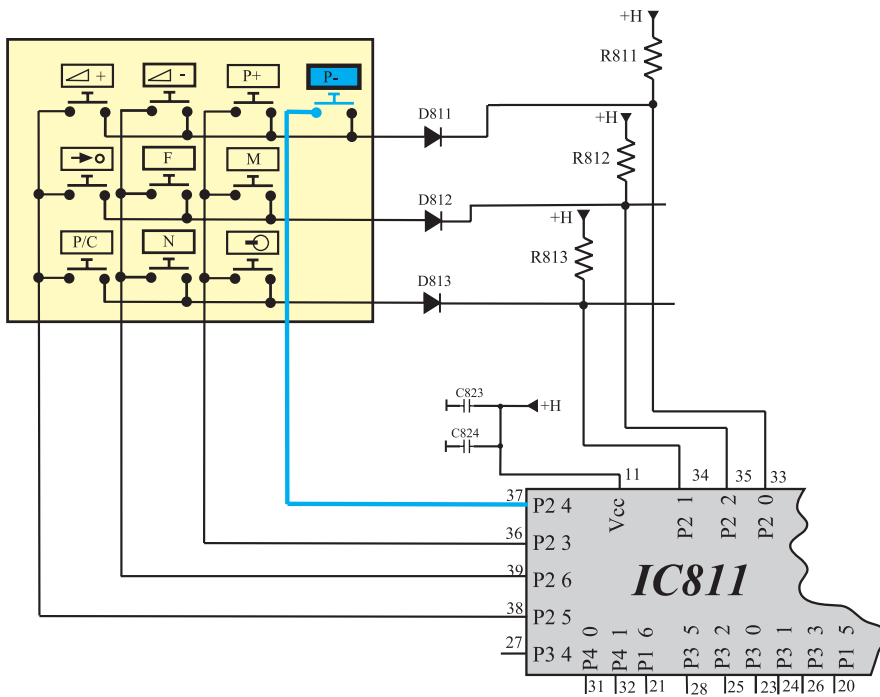 +H
R811
+
-
P+
P-
D811
+H
R812
F
M
D812
+H
R813
P/C
N
D813
C823
+H
C824
11
34
35
33
37
P2 4
Vcc
P2 1
P2 2
P2 0
36
P2 3
39
P2 6
IC811
38
P2 5
27
P3 4
P4 0
P4 1
P1 6
P3 5
P3 2
P3 0
P3 1
P3 3
P1 5
31
32
21
28
25
23
24
26
20